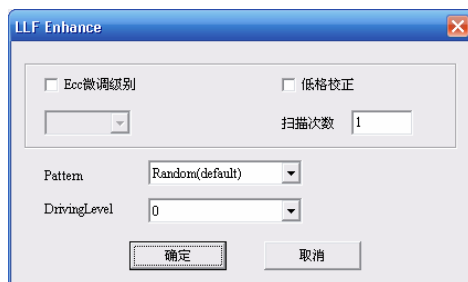 LLF Enhance
Ecc微调级别 低格校正
扫描次数 1
Pattern Random(default)
DrivingLevel 0
确定 取消